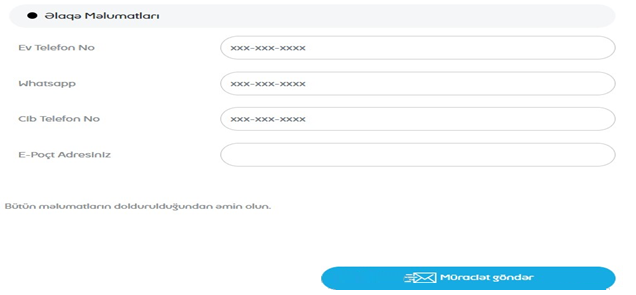 Əlaqə Məlumatları
Ev Telefon No
xxx-xxx-xxxx
Whatsapp
xxx-xxx-xxxx
Cib Telefon No
xxx-xxx-xxxx
E-Poçt Adresiniz
Bütün məlumatların doldurulduğundan əmin olun.
Müraciət göndər